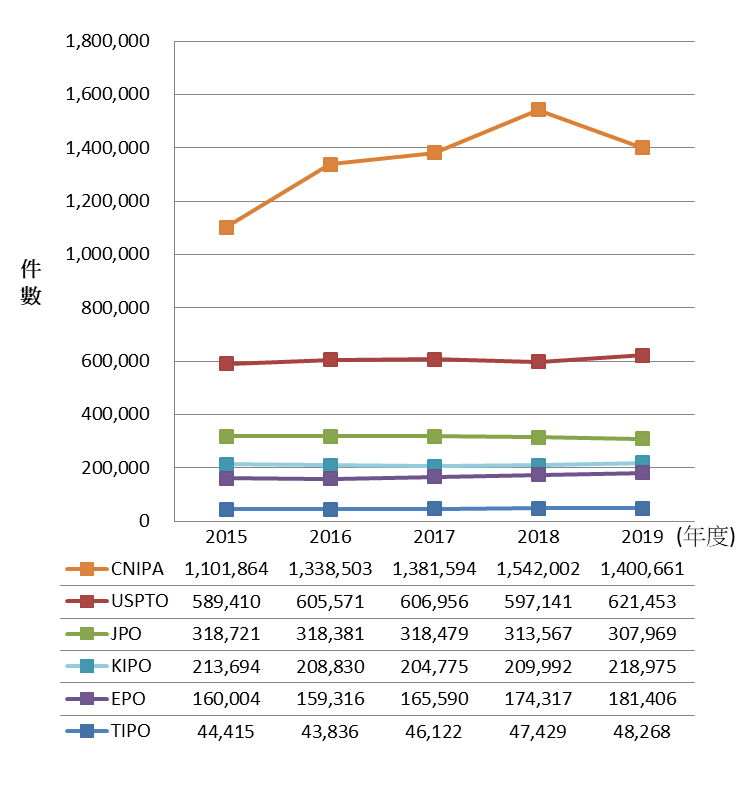 1,800,000
1,600,000
1,400,000
1,200,000
1,000,000
800,000
600,000
400,000
200,000
0
件
數
2015 2016 2017 2018 2019 (年度)
CNIPA 1,101,864 1,338,503 1,381,594 1,542,002 1,400,661
USPTO 589,410 605,571 606,956 597,141 621,453
JPO 318,721 318,381 318,479 313,567 307,969
KIPO 213,694 208,830 204,775 209,992 218,975
EPO 160,004 159,316 165,590 174,317 181,406
TIPO 44,415 43,836 46,122 47,429 48,268